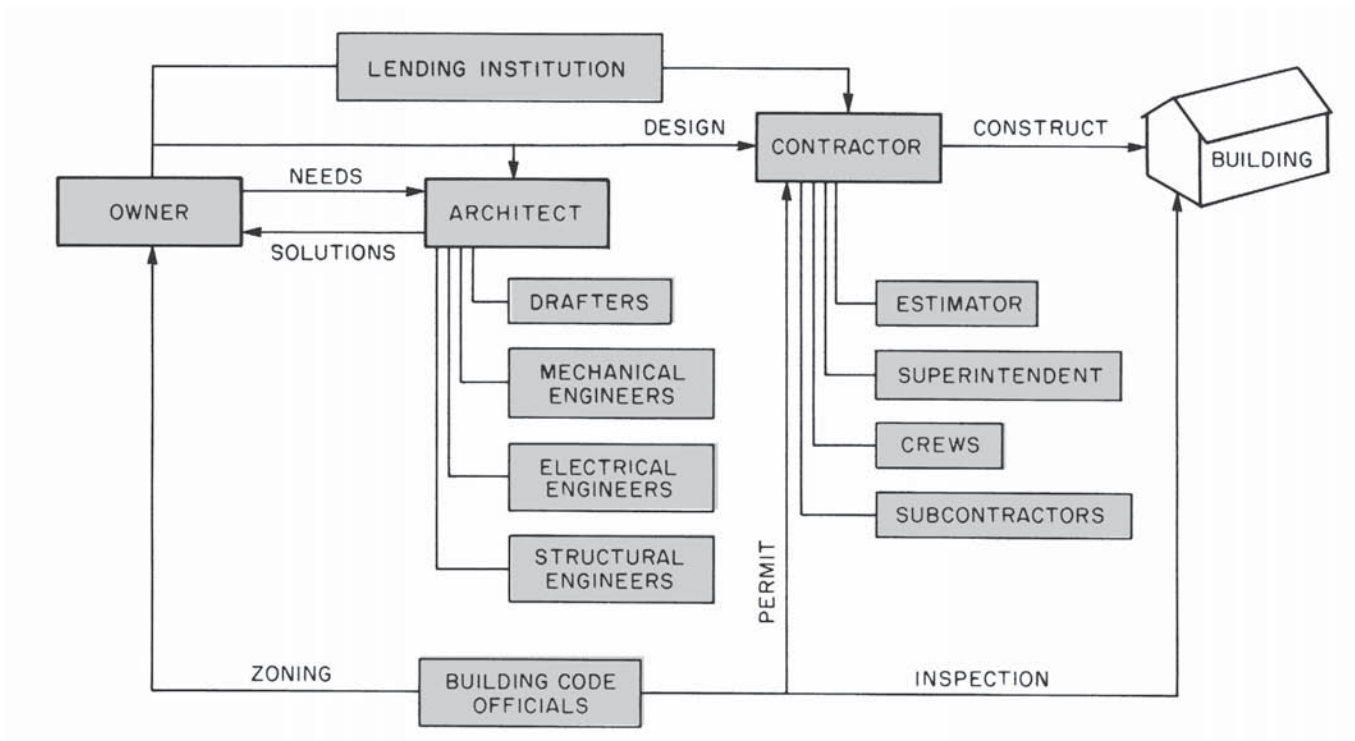 LENDING INSTITUTION
DESIGN
CONTRACTOR
CONSTRUCT
BUILDING
OWNER
NEEDS
SOLUTIONS
ARCHITECT
DRAFTERS
MECHANICAL
ENGINEERS
ELECTRICAL
ENGINEERS
STRUCTURAL
ENGINEERS
ESTIMATOR
SUPERINTENDENT
CREWS
SUBCONTRACTORS
PERMIT
ZONING
BUILDING CODE
OFFICIALS
INSPECTION